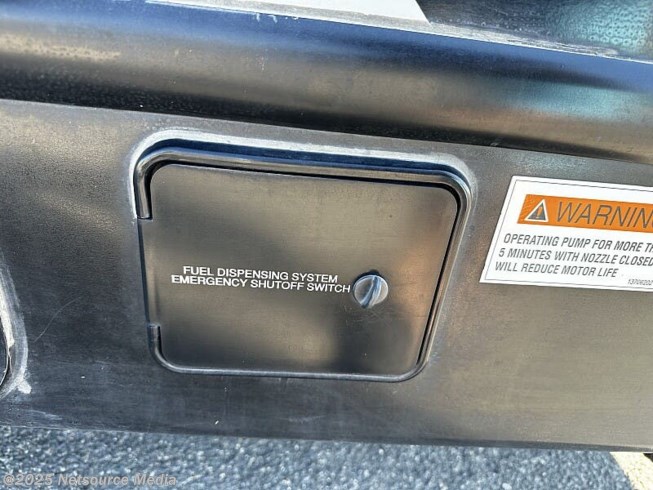 FUEL DISPENSING SYSTEM
EMERGENCY SHUTOFF SWITCH
WARNING
OPERATING PUMP FOR MORE
5 MINUTES WITH NOZZLE CLOSED
WILL REDUCE MOTOR LIFE
©2025 Netsource Media